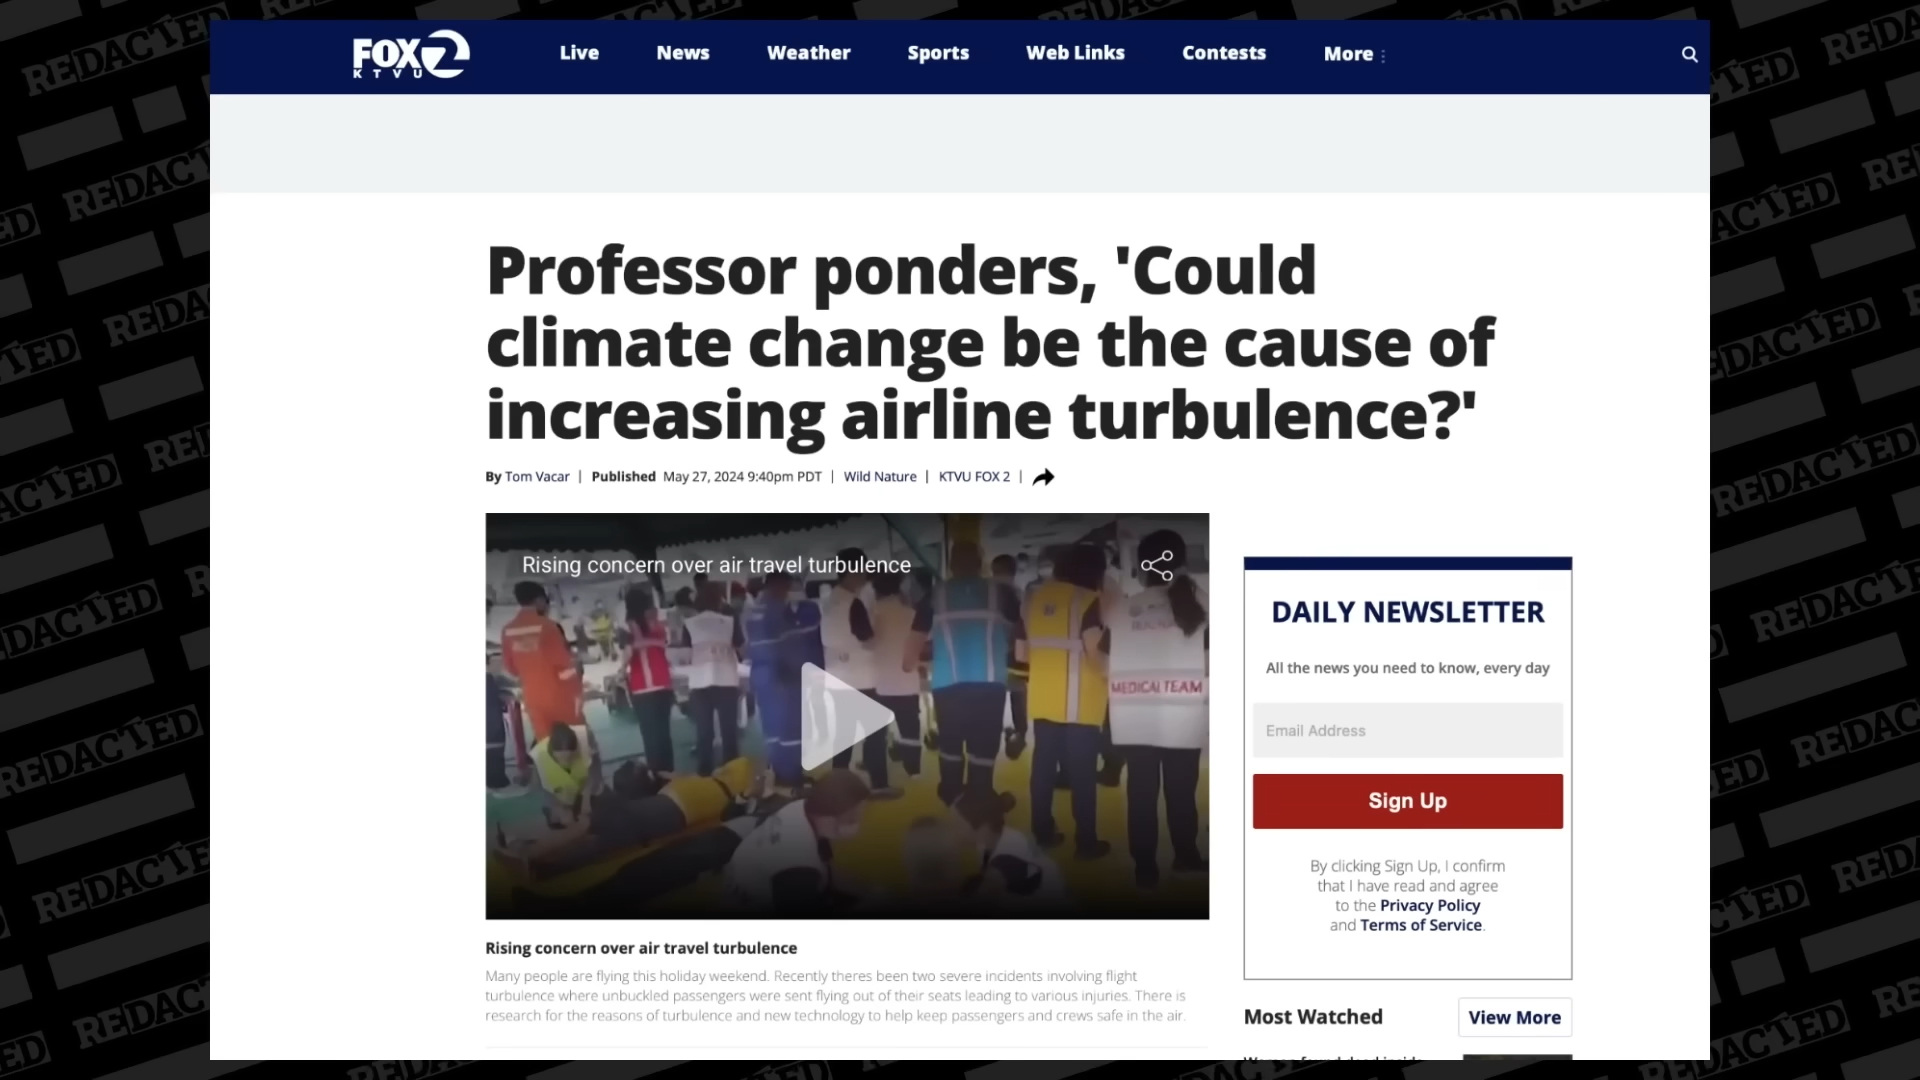 FOX 2
KTVU
Live News Weather Sports Web Links Contests More
Professor ponders, 'Could
climate change be the cause of
increasing airline turbulence?'
By Tom Vacar | Published May 27, 2024 9:40pm PDT | Wild Nature | KTVU FOX 2 |
Rising concern over air travel turbulence
MEDICAL TEAM
Rising concern over air travel turbulence
Many people are flying this holiday weekend. Recently theres been two severe incidents involving flight
turbulence where unbuckled passengers were sent flying out of their seats leading to various injuries. There is
research for the reasons of turbulence and new technology to help keep passengers and crews safe in the air.
DAILY NEWSLETTER
All the news you need to know, every day
Email Address
Sign Up
By clicking Sign Up, I confirm
that I have read and agree
to the Privacy Policy
and Terms of Service.
Most Watched
View More
REDACTED